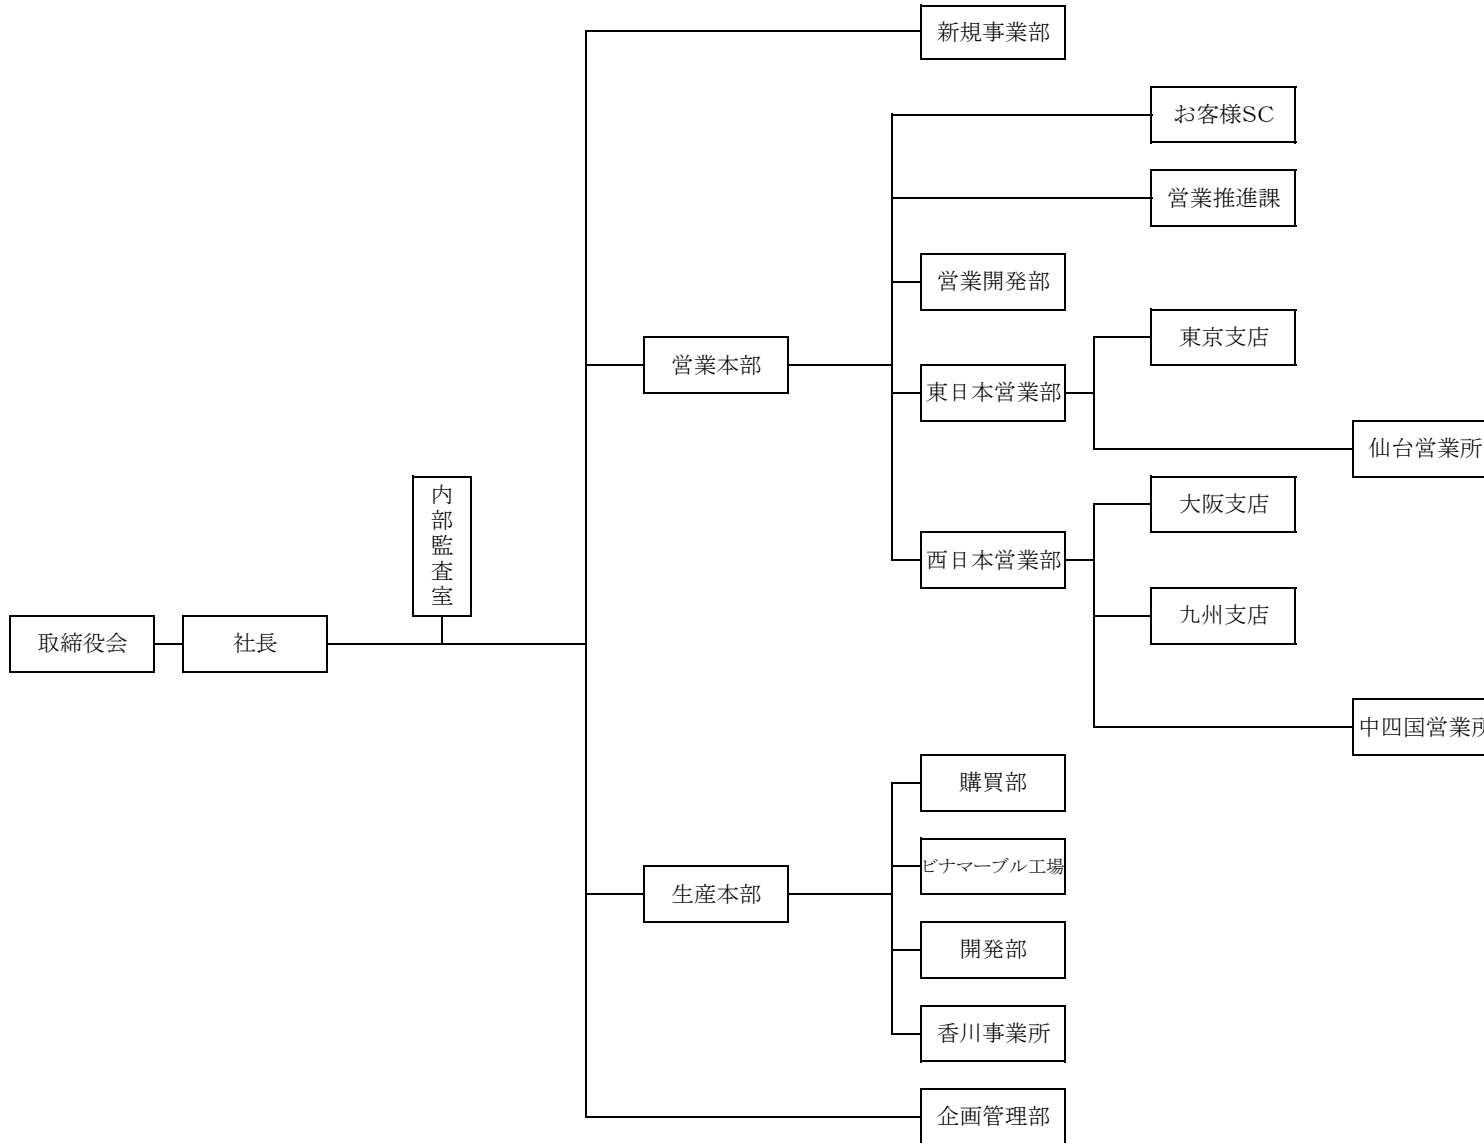 新規事業部
お客様SC
営業推進課
営業開発部
東京支店
営業本部
東日本営業部
仙台営業所
内部監査室
大阪支店
西日本営業部
九州支店
取締役会
社長
中四国営業所
購買部
ビナマーブル工場
生産本部
開発部
香川事業所
企画管理部